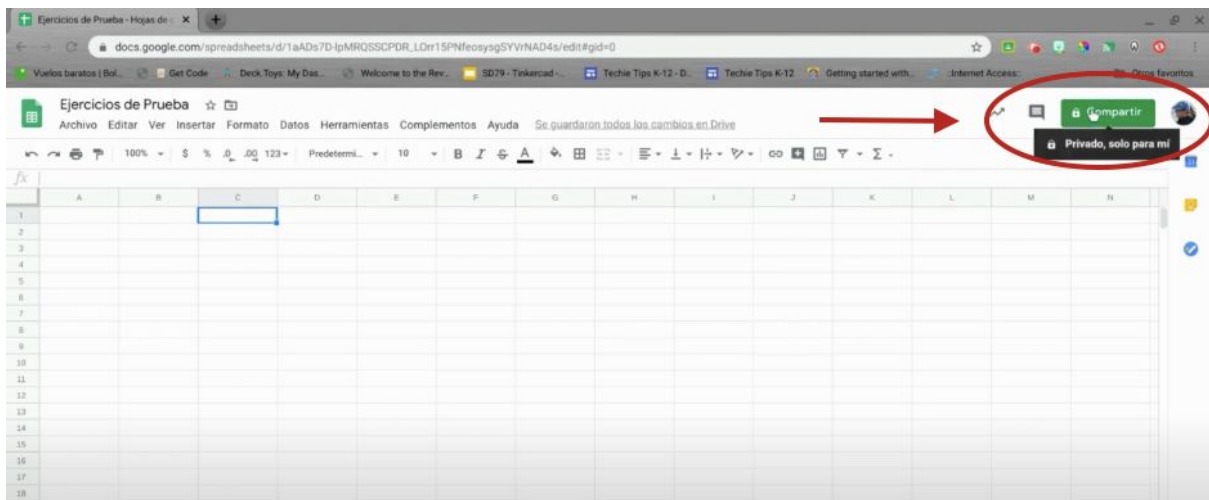 Ejercicios de Prueba - Hojas de c
docs.google.com/spreadsheets/d/1aADs7D-lpMRQSSCPDR_LOrr15PNfeosysgSYVrNAD4s/edit#gid=0
Vuelos baratos | Bol... Get Code Deck.Toys: My Das... Welcome to the Rev... SD79 - Tinkercad -... Techie Tips K-12 - D... Techie Tips K-12 Getting started with... ::Internet Access:: Otros favoritos
Ejercicios de Prueba
Archivo Editar Ver Insertar Formato Datos Herramientas Complementos Ayuda Se guardaron todos los cambios en Drive
Compartir
Privado, solo para mí
100% $ % .0 .00 123 Predetermi... 10 B I S A
fx
A B C D E F G H I J K L M N
1
2
3
4
5
6
7
8
9
10
11
12
13
14
15
16
17
18